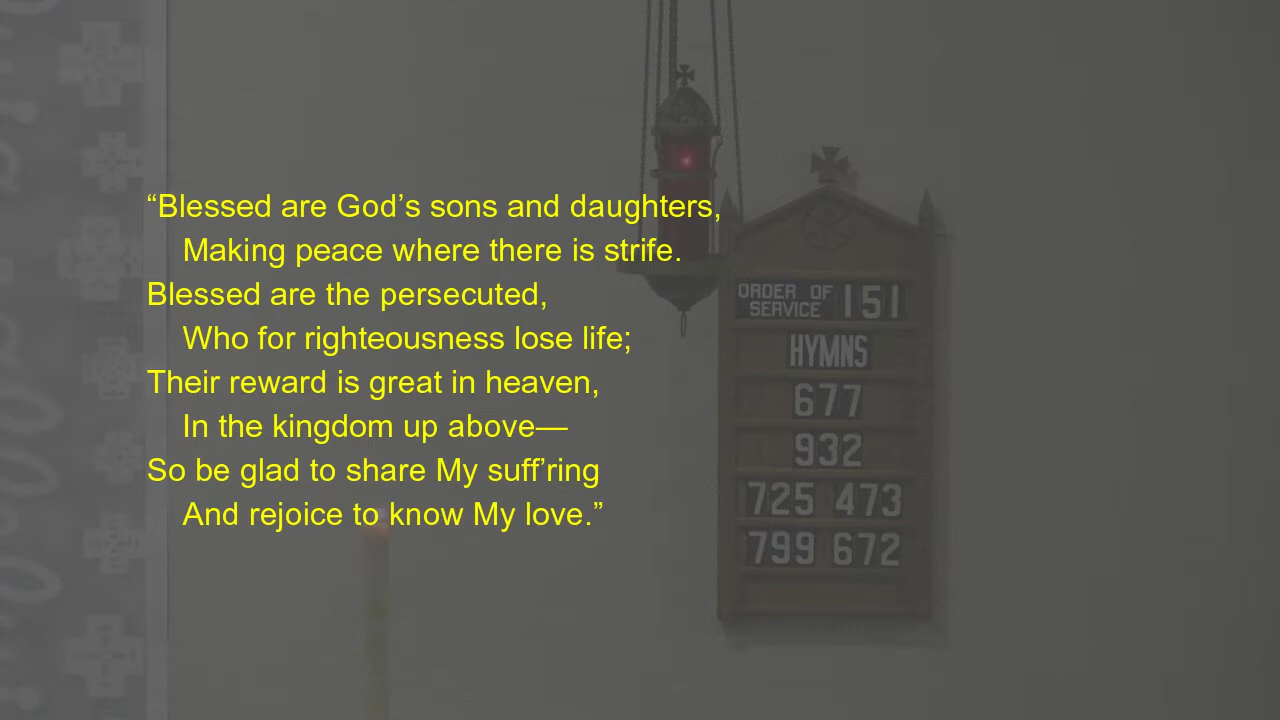 “Blessed are God’s sons and daughters,
Making peace where there is strife.
Blessed are the persecuted,
Who for righteousness lose life;
Their reward is great in heaven,
In the kingdom up above—
So be glad to share My suff’ring
And rejoice to know My love.”
ORDER OF SERVICE 151
HYMNS
677
932
725 473
799 672